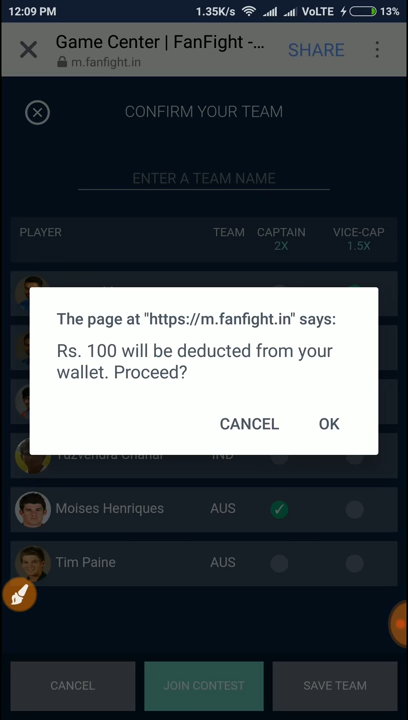 12:09 PM 1.35K/s VoLTE 13%
Game Center | FanFight -...
SHARE
m.fanfight.in
CONFIRM YOUR TEAM
ENTER A TEAM NAME
PLAYER TEAM CAPTAIN VICE-CAP
2X 1.5X
The page at "https://m.fanfight.in" says:
Rs. 100 will be deducted from your
wallet. Proceed?
CANCEL OK
Yuzvendra Chahal IND
Moises Henriques AUS
Tim Paine AUS
CANCEL JOIN CONTEST SAVE TEAM